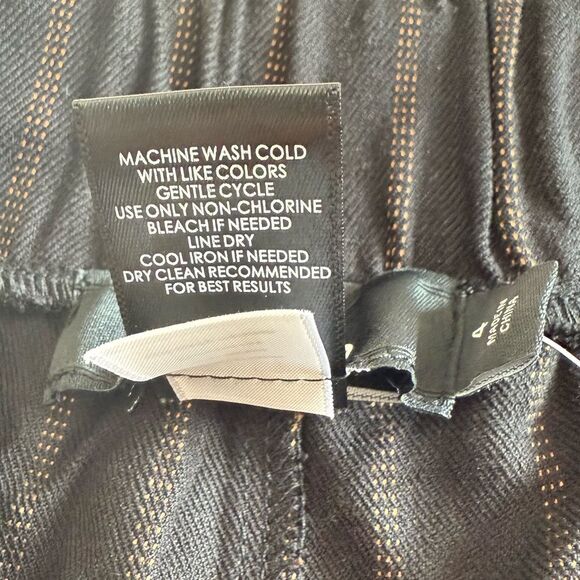 MACHINE WASH COLD
WITH LIKE COLORS
GENTLE CYCLE
USE ONLY NON-CHLORINE
BLEACH IF NEEDED
LINE DRY
COOL IRON IF NEEDED
DRY CLEAN RECOMMENDED
FOR BEST RESULTS
4
MADE IN
CHINA